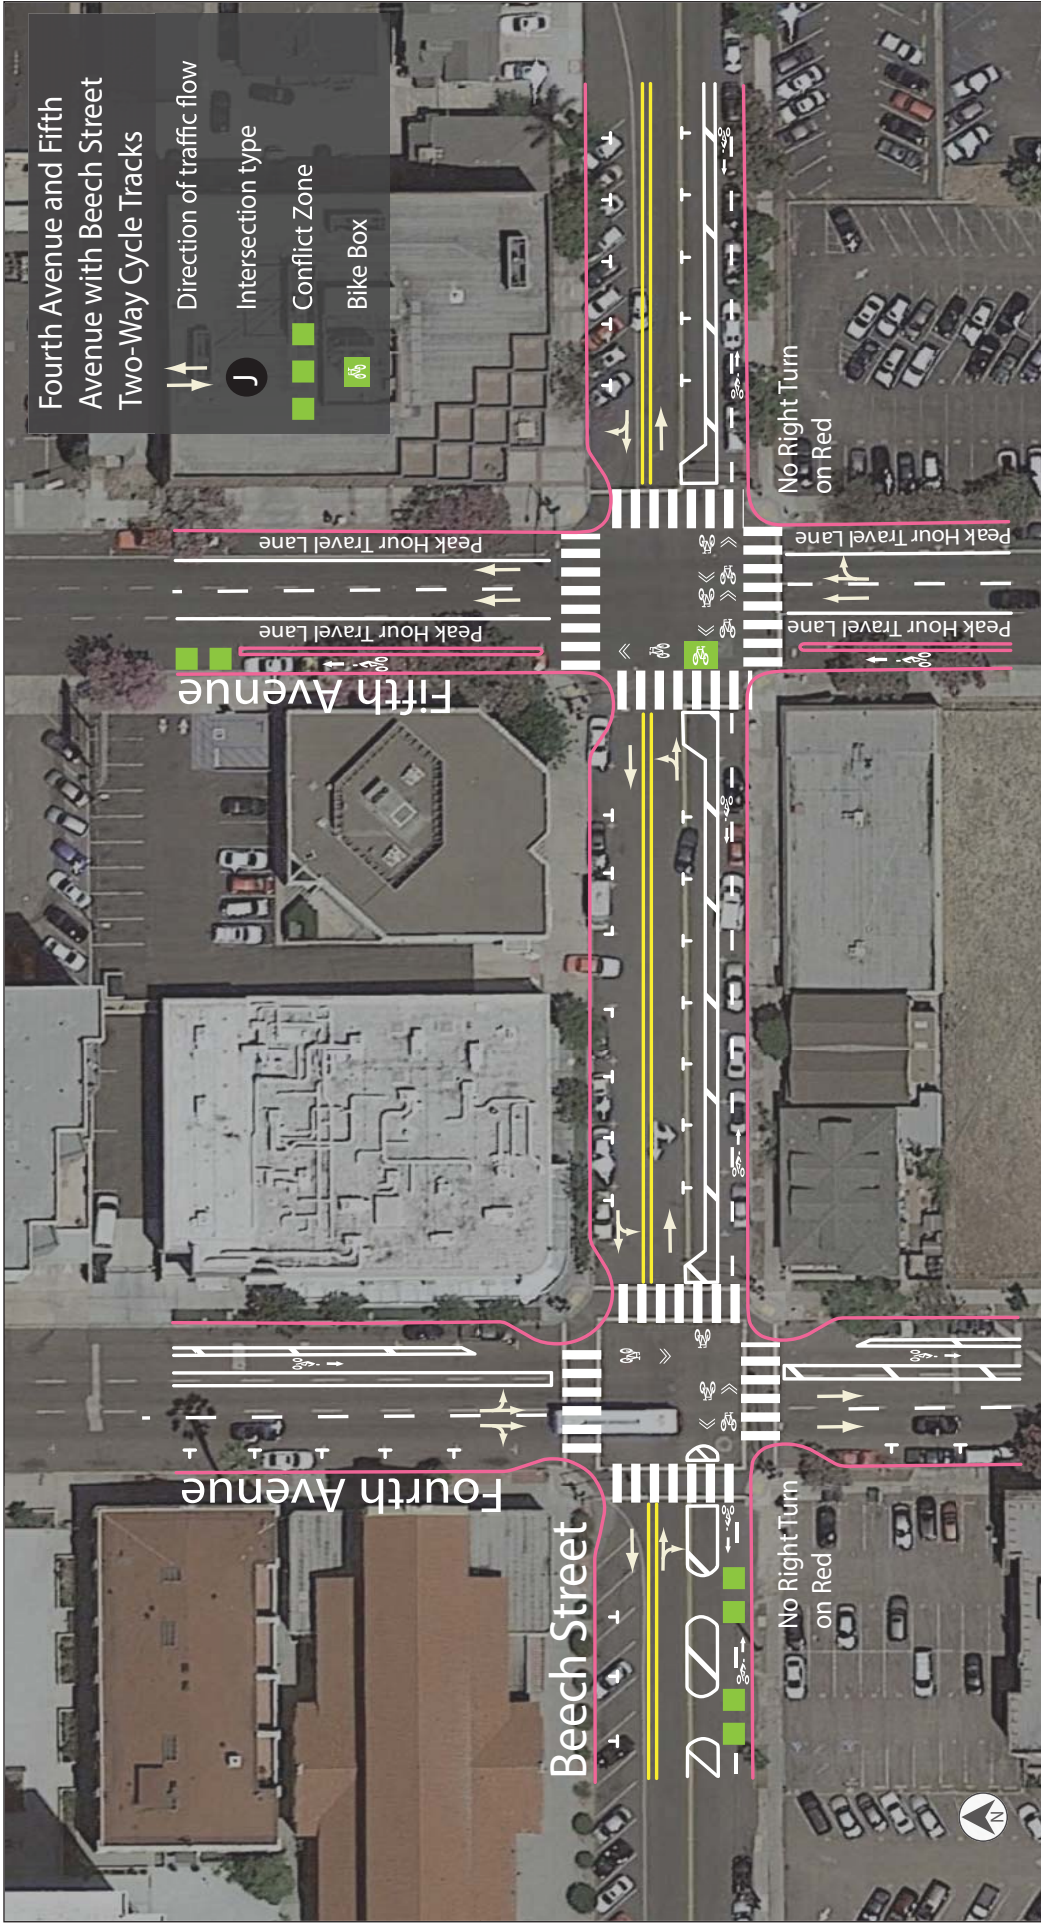 Fourth Avenue and Fifth
Avenue with Beech Street
Two-Way Cycle Tracks
Direction of traffic flow
J
Intersection type
Conflict Zone
Bike Box
Peak Hour Travel Lane
Peak Hour Travel Lane
Fifth Avenue
No Right Turn
on Red
Peak Hour Travel Lane
Peak Hour Travel Lane
Fourth Avenue
Beech Street
No Right Turn
on Red
N